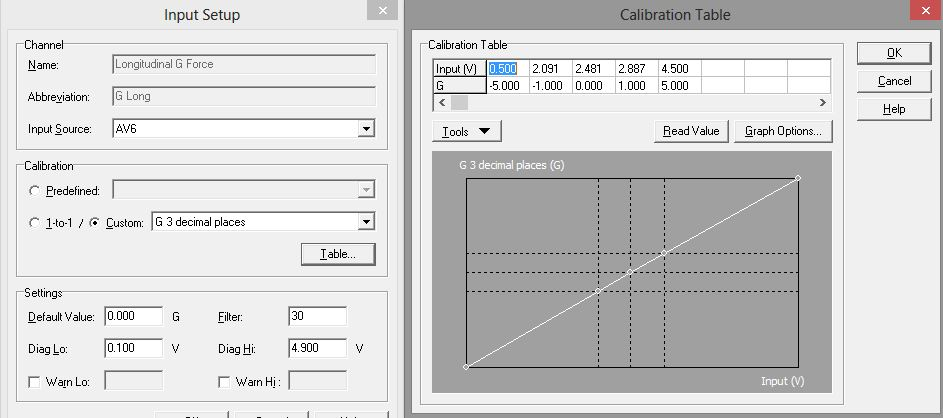 Input Setup
Channel
Name: Longitudinal G Force
Abbreviation: G Long
Input Source: AV6
Calibration
Predefined:
1-to-1 / Custom: G 3 decimal places
Table...
Settings
Default Value: 0.000 G Filter: 30
Diag Lo: 0.100 V Diag Hi: 4.900 V
Warn Lo: Warn Hi :
Calibration Table
Calibration Table
Input (V) 0.500 2.091 2.481 2.887 4.500
G -5.000 -1.000 0.000 1.000 5.000
Tools Read Value Graph Options...
G 3 decimal places (G)
Input (V)
OK
Cancel
Help